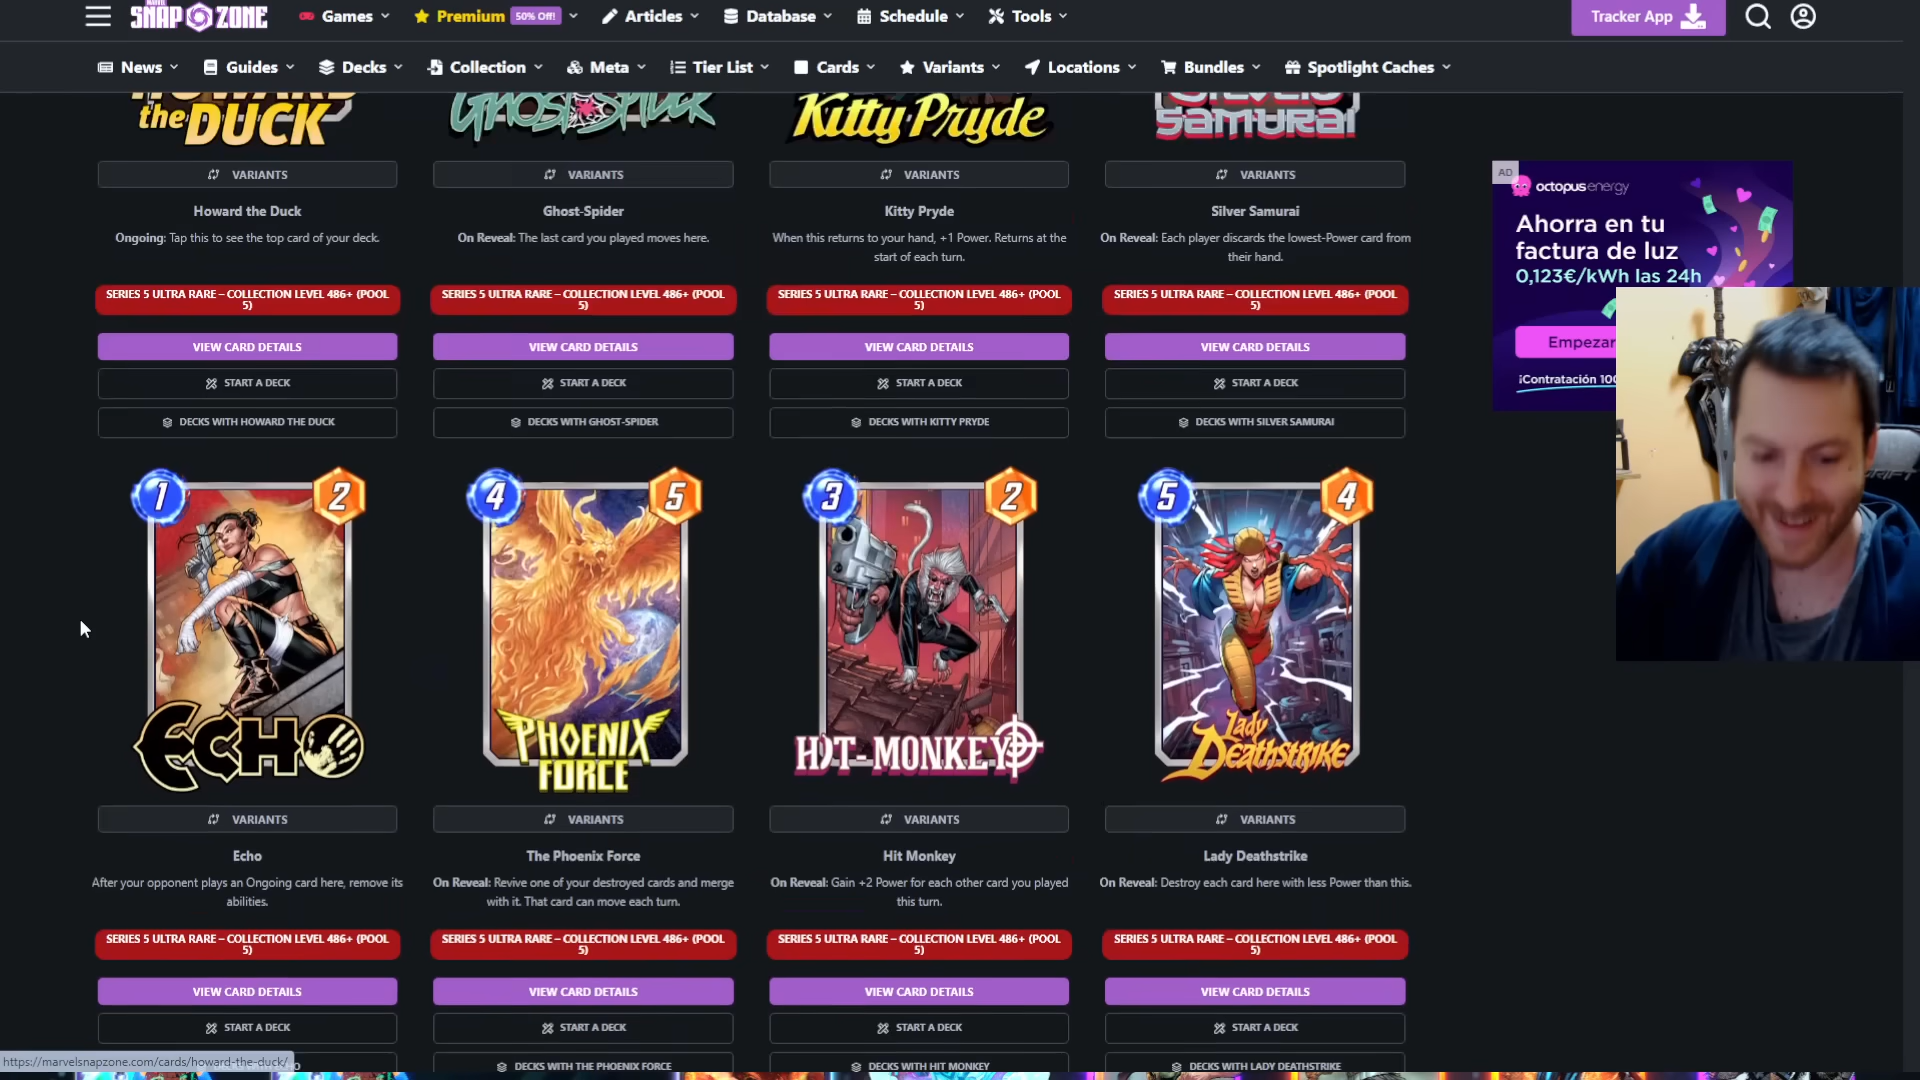 MARVEL
SNAP ZONE
Games
Premium
50% Off!
Articles
Database
Schedule
Tools
Tracker App
News
Guides
Decks
Collection
Meta
Tier List
Cards
Variants
Locations
Bundles
Spotlight Caches
HOWARD
the DUCK
GHOST-SPIDER
Kitty Pryde
SILVER
SAMURAI
VARIANTS
VARIANTS
VARIANTS
VARIANTS
Howard the Duck
Ghost-Spider
Kitty Pryde
Silver Samurai
Ongoing: Tap this to see the top card of your deck.
On Reveal: The last card you played moves here.
When this returns to your hand, +1 Power. Returns at the
start of each turn.
On Reveal: Each player discards the lowest-Power card from
their hand.
SERIES 5 ULTRA RARE – COLLECTION LEVEL 486+ (POOL
5)
SERIES 5 ULTRA RARE – COLLECTION LEVEL 486+ (POOL
5)
SERIES 5 ULTRA RARE – COLLECTION LEVEL 486+ (POOL
5)
SERIES 5 ULTRA RARE – COLLECTION LEVEL 486+ (POOL
5)
VIEW CARD DETAILS
VIEW CARD DETAILS
VIEW CARD DETAILS
VIEW CARD DETAILS
START A DECK
START A DECK
START A DECK
START A DECK
DECKS WITH HOWARD THE DUCK
DECKS WITH GHOST-SPIDER
DECKS WITH KITTY PRYDE
DECKS WITH SILVER SAMURAI
AD
octopusenergy
Ahorra en tu
factura de luz
0,123€/kWh las 24h
Empezar
¡Contratación 100
1
2
ECHO
4
5
PHOENIX
FORCE
3
2
HIT-MONKEY
5
4
Lady
Deathstrike
VARIANTS
VARIANTS
VARIANTS
VARIANTS
Echo
The Phoenix Force
Hit Monkey
Lady Deathstrike
After your opponent plays an Ongoing card here, remove its
abilities.
On Reveal: Revive one of your destroyed cards and merge
with it. That card can move each turn.
On Reveal: Gain +2 Power for each other card you played
this turn.
On Reveal: Destroy each card here with less Power than this.
SERIES 5 ULTRA RARE – COLLECTION LEVEL 486+ (POOL
5)
SERIES 5 ULTRA RARE – COLLECTION LEVEL 486+ (POOL
5)
SERIES 5 ULTRA RARE – COLLECTION LEVEL 486+ (POOL
5)
SERIES 5 ULTRA RARE – COLLECTION LEVEL 486+ (POOL
5)
VIEW CARD DETAILS
VIEW CARD DETAILS
VIEW CARD DETAILS
VIEW CARD DETAILS
START A DECK
START A DECK
START A DECK
START A DECK
https://marvelsnapzone.com/cards/howard-the-duck/
HO
DECKS WITH THE PHOENIX FORCE
DECKS WITH HIT MONKEY
DECKS WITH LADY DEATHSTRIKE